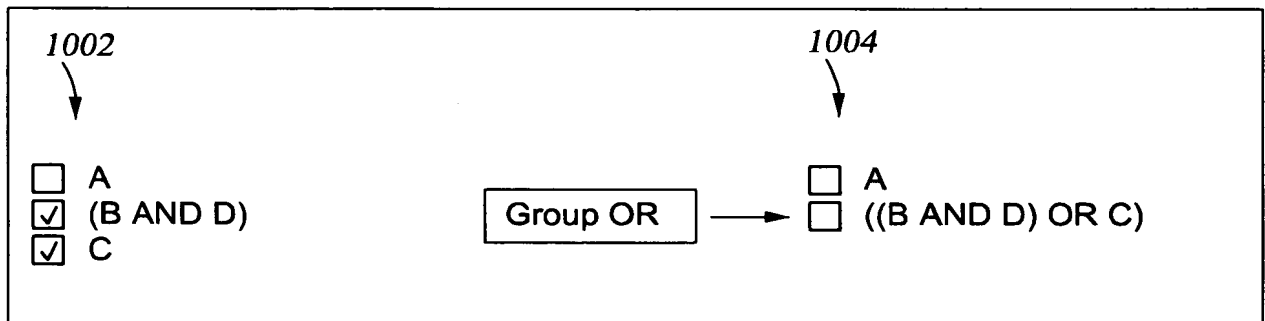 1002
1004
A
(B AND D)
C
Group OR
A
((B AND D) OR C)